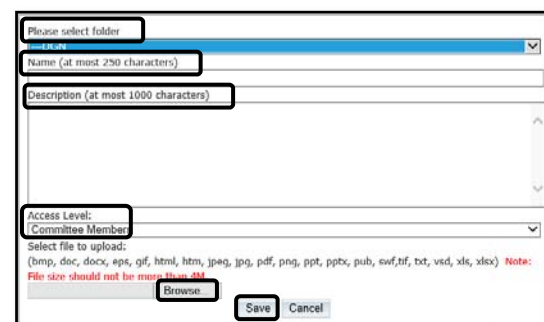 Please select folder
---DGN
Name (at most 250 characters)
Description (at most 1000 characters)
Access Level:
Committee Members
Select file to upload:
(bmp, doc, docx, eps, gif, html, htm, jpeg, jpg, pdf, png, ppt, pptx, pub, swf,tif, txt, vsd, xls, xlsx) Note:
File size should not be more than 4M
Browse...
Save Cancel